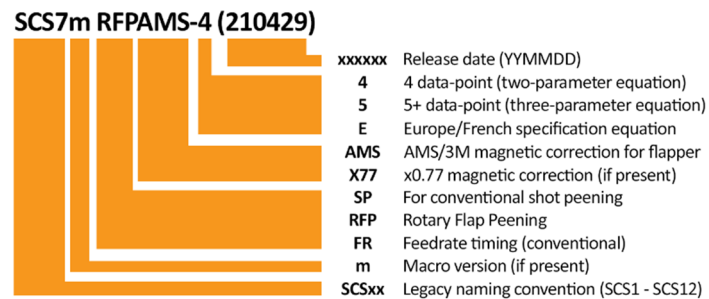 SCS7m RFPAMS-4 (210429)
xxxxxx Release date (YYMMDD)
4 4 data-point (two-parameter equation)
5 5+ data-point (three-parameter equation)
E Europe/French specification equation
AMS AMS/3M magnetic correction for flapper
X77 x0.77 magnetic correction (if present)
SP For conventional shot peening
RFP Rotary Flap Peening
FR Feedrate timing (conventional)
m Macro version (if present)
SCSxx Legacy naming convention (SCS1 - SCS12)